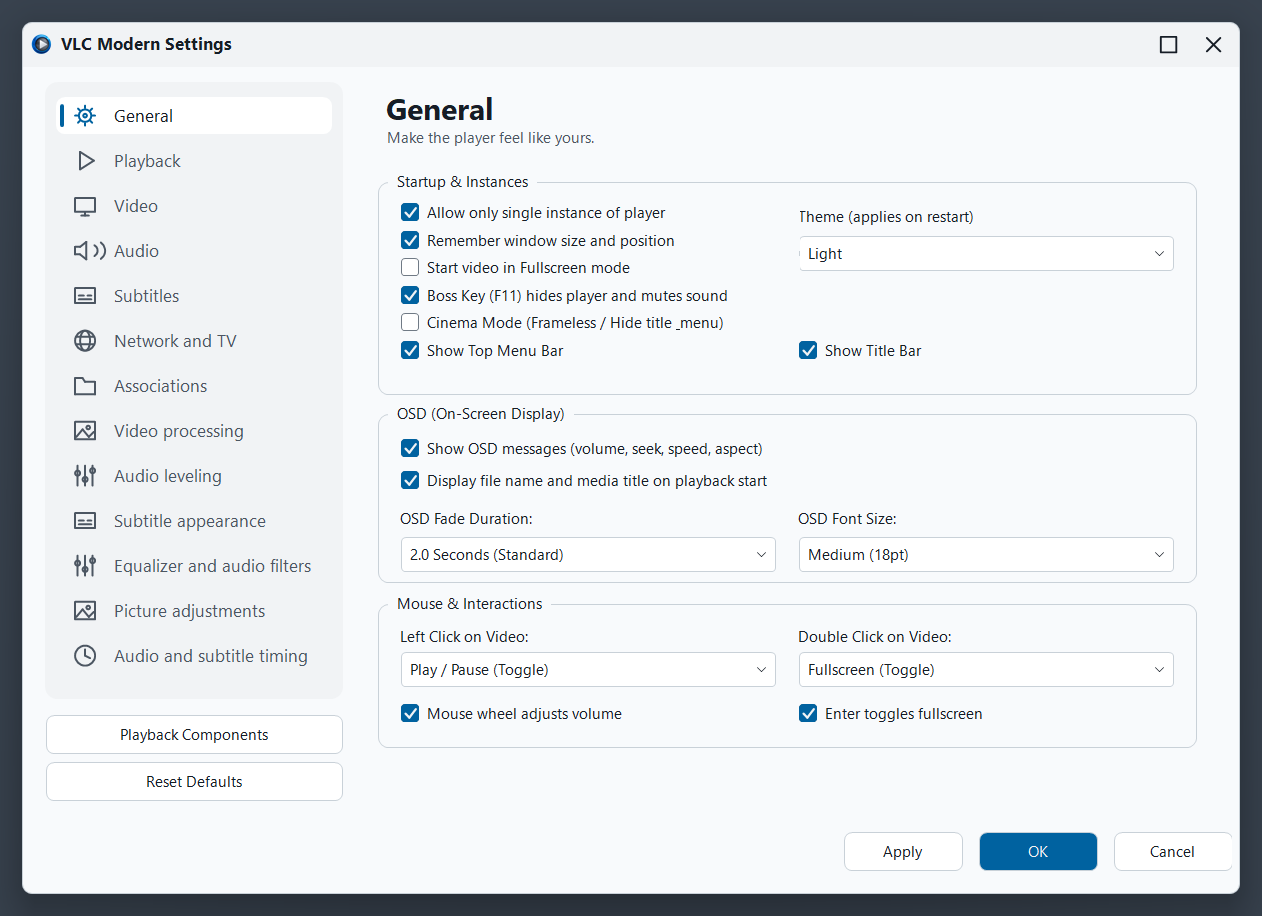 VLC Modern Settings
General
Playback
Video
Audio
Subtitles
Network and TV
Associations
Video processing
Audio leveling
Subtitle appearance
Equalizer and audio filters
Picture adjustments
Audio and subtitle timing
Playback Components
Reset Defaults
General
Make the player feel like yours.
Startup & Instances
Allow only single instance of player
Remember window size and position
Start video in Fullscreen mode
Boss Key (F11) hides player and mutes sound
Cinema Mode (Frameless / Hide title _menu)
Show Top Menu Bar
Theme (applies on restart)
Light
Show Title Bar
OSD (On-Screen Display)
Show OSD messages (volume, seek, speed, aspect)
Display file name and media title on playback start
OSD Fade Duration:
2.0 Seconds (Standard)
OSD Font Size:
Medium (18pt)
Mouse & Interactions
Left Click on Video:
Play / Pause (Toggle)
Double Click on Video:
Fullscreen (Toggle)
Mouse wheel adjusts volume
Enter toggles fullscreen
Apply
OK
Cancel